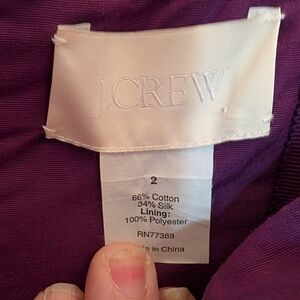 J.CREW
2
66% Cotton
34% Silk
Lining:
100% Polyester
RN77388
in China